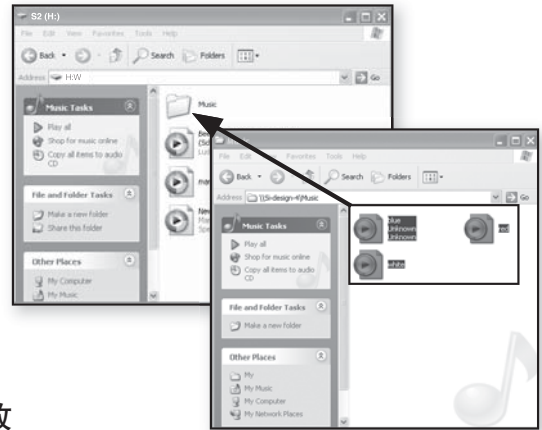 S2 (H:)
File Edit View Favorites Tools Help
Back Search Folders
Address H:W Go
Music Tasks
Play all
Shop for music online
Copy all items to audio CD
File and Folder Tasks
Make a new folder
Share this folder
Other Places
My Computer
My Music
Music
File Edit Favorites Tools Help
Back Search Folders
Address \\Si-design-4\Music Go
Music Tasks
Play all
Shop for music online
Copy all items to audio CD
File and Folder Tasks
Make a new folder
Other Places
My
My Music
My Computer
My Network Places
blue
Unknown
Unknown
red
white